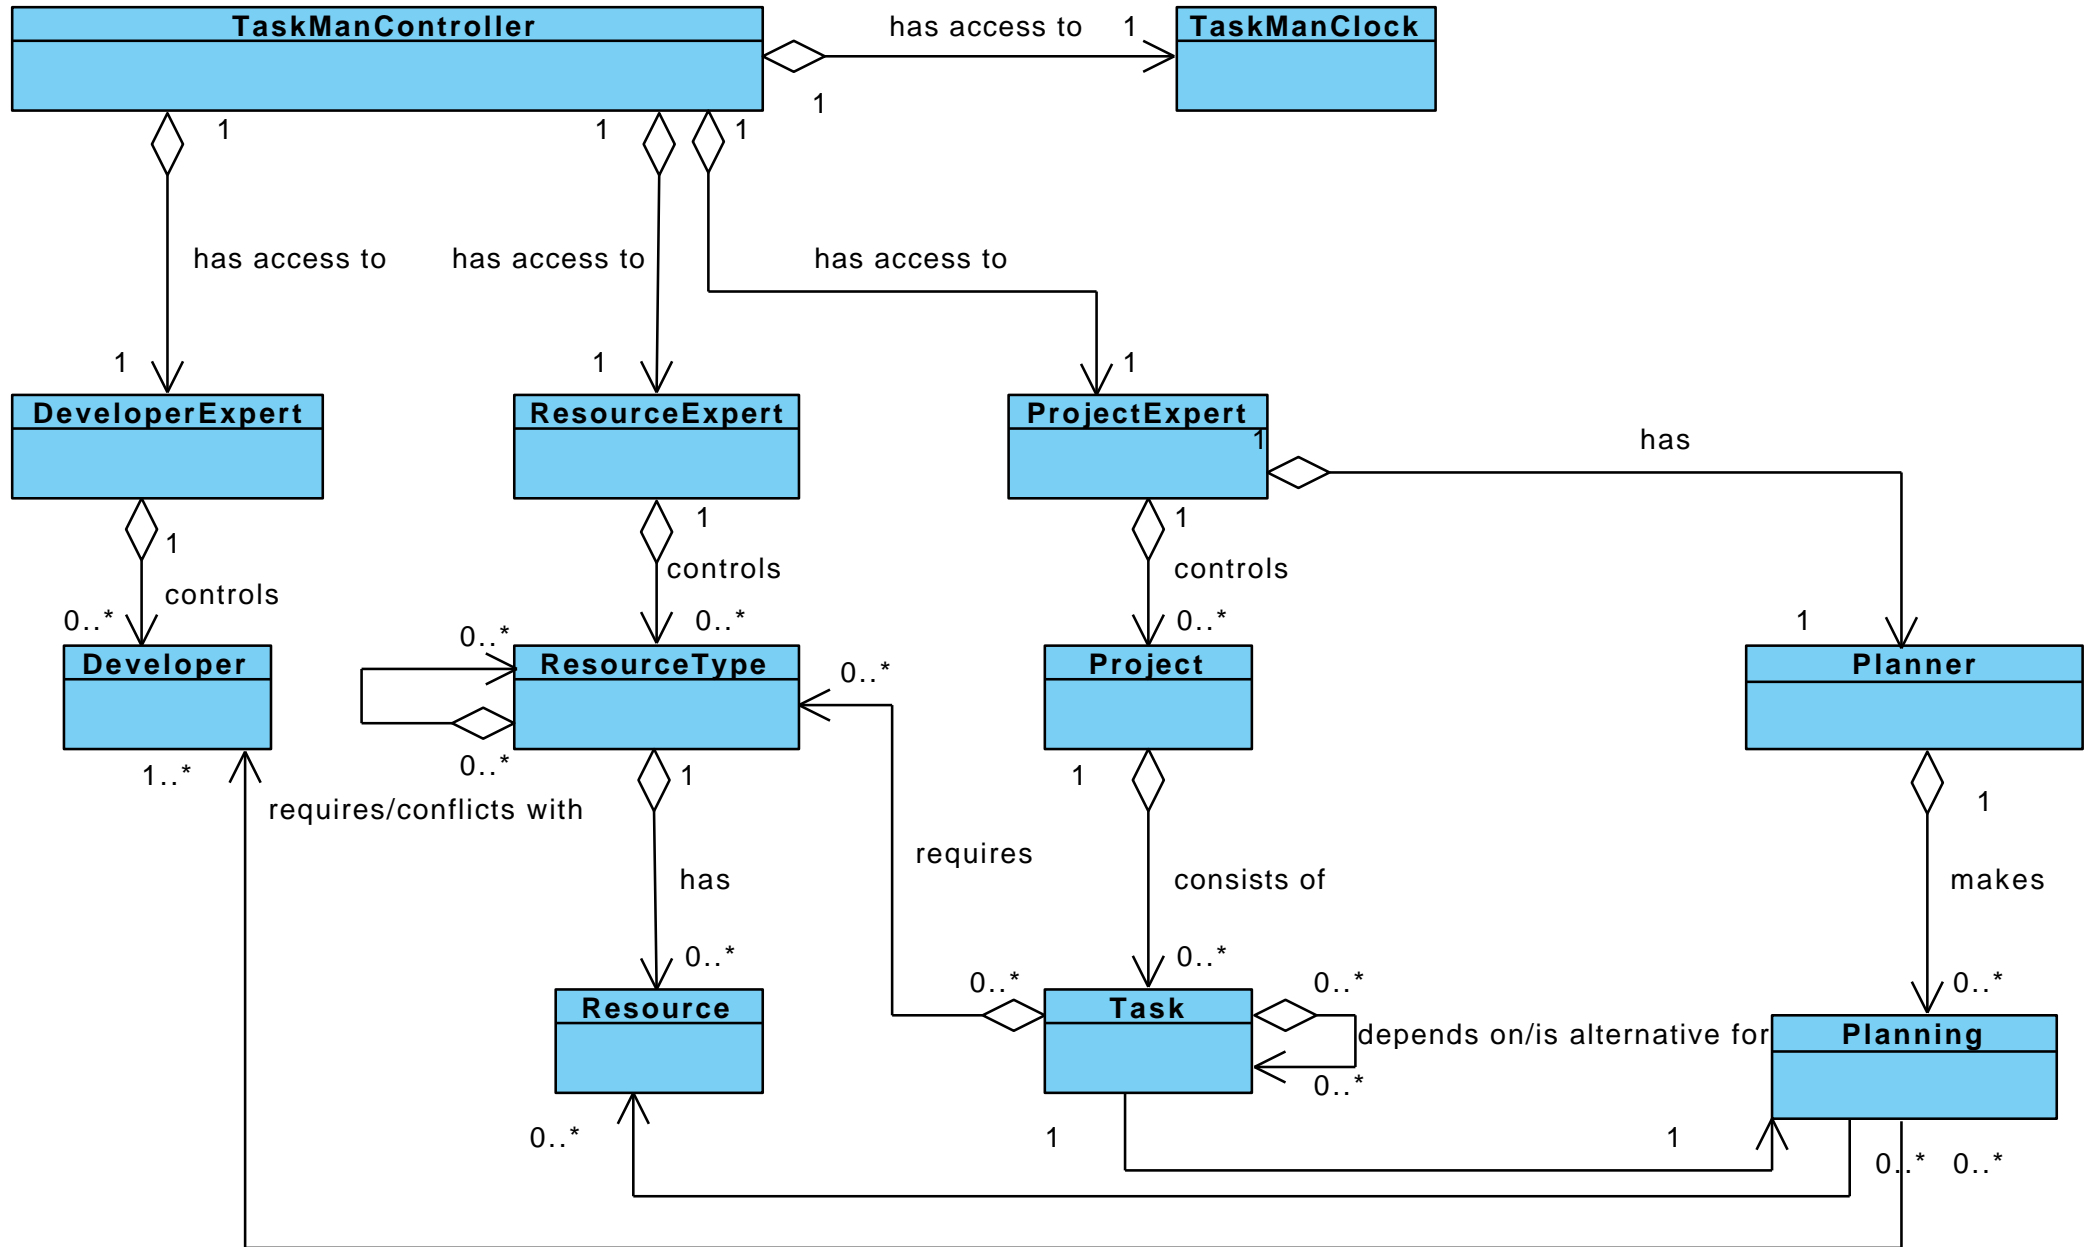 TaskManController
has access to 1
TaskManClock
1
1
1
1
has access to
has access to
has access to
1
1
1
DeveloperExpert
ResourceExpert
ProjectExpert
1
has
1
1
1
controls
controls
controls
0..*
0..*
0..*
0..*
1
Developer
ResourceType
Project
Planner
0..*
1..*
0..*
1
1
1
requires/conflicts with
requires
has
consists of
makes
0..*
0..*
0..*
0..*
0..*
Resource
Task
Planning
depends on/is alternative for
0..*
0..*
1
1
0..*
0..*